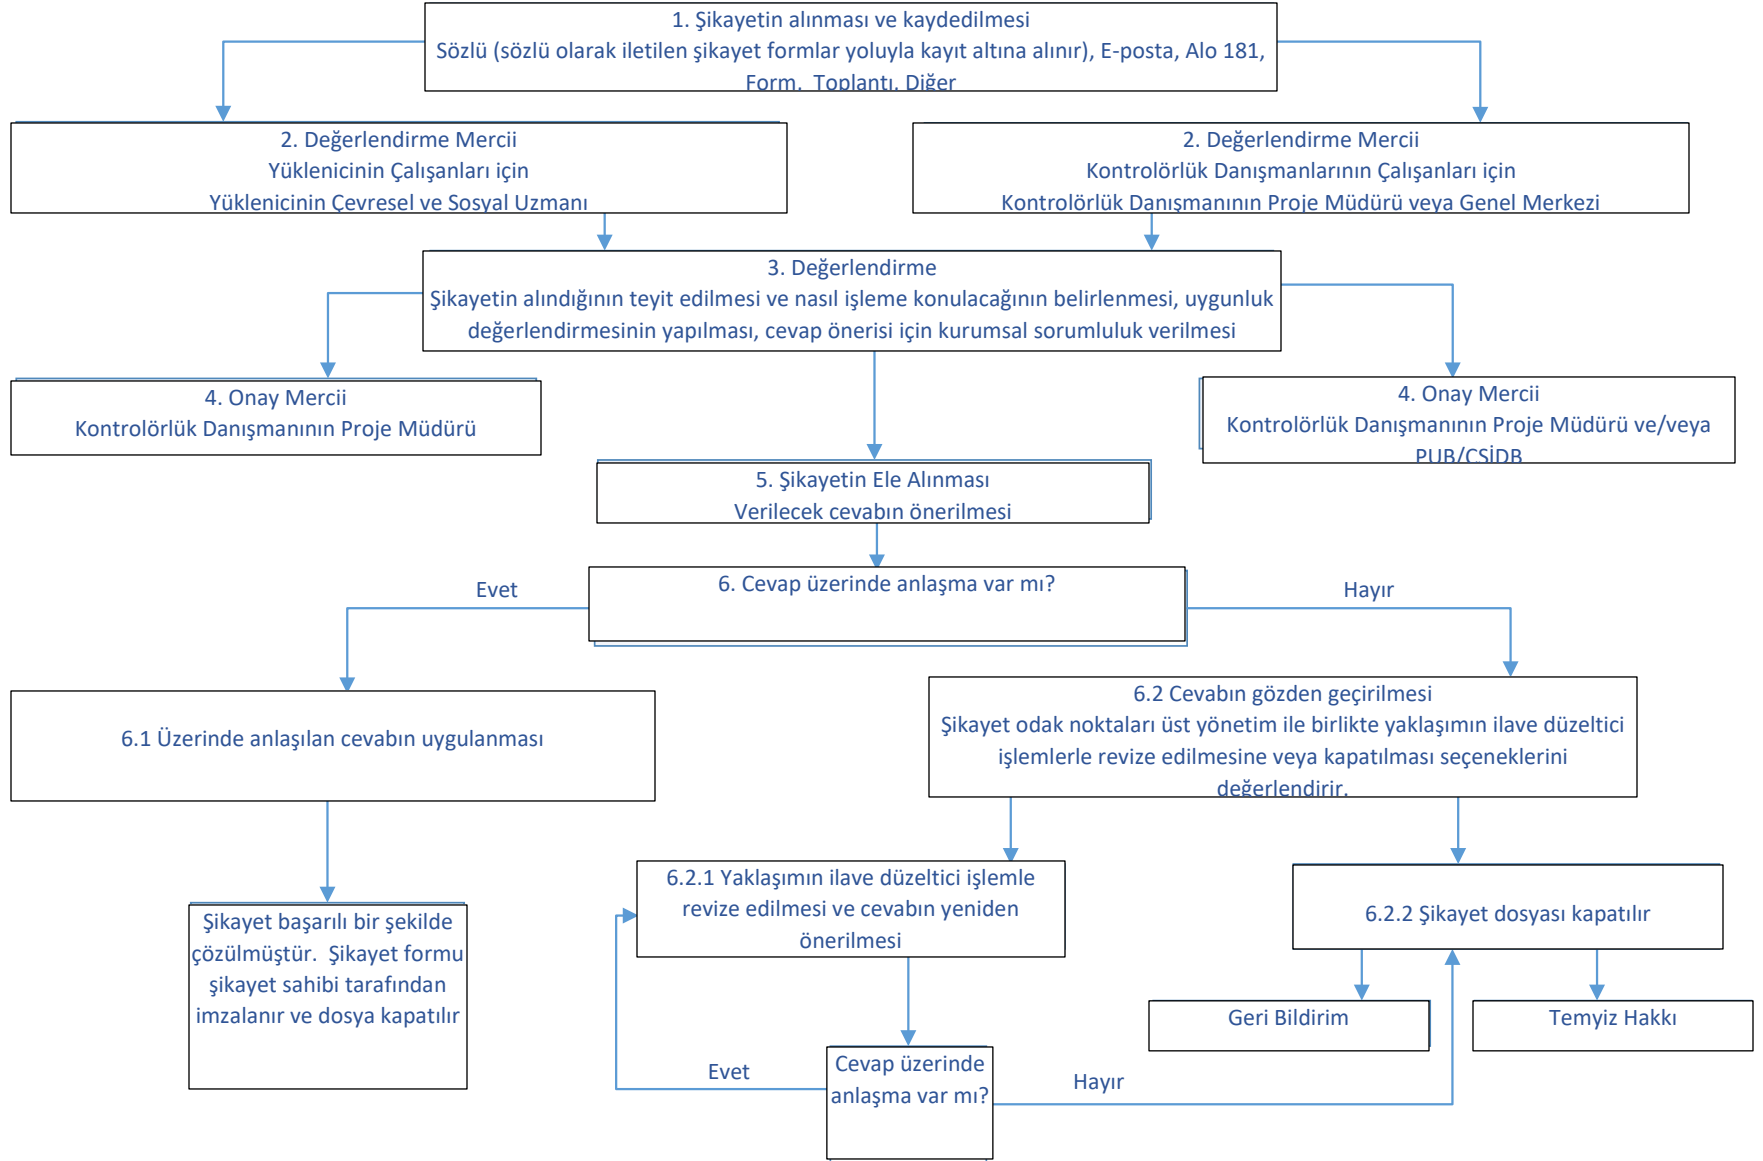 1. Şikayetin alınması ve kaydedilmesi
Sözlü (sözlü olarak iletilen şikayet formlar yoluyla kayıt altına alınır), E-posta, Alo 181,
Form, Toplantı, Diğer
2. Değerlendirme Mercii
Yüklenicinin Çalışanları için
Yüklenicinin Çevresel ve Sosyal Uzmanı
2. Değerlendirme Mercii
Kontrolörlük Danışmanlarının Çalışanları için
Kontrolörlük Danışmanının Proje Müdürü veya Genel Merkezi
3. Değerlendirme
Şikayetin alındığının teyit edilmesi ve nasıl işleme konulacağının belirlenmesi, uygunluk
değerlendirmesinin yapılması, cevap önerisi için kurumsal sorumluluk verilmesi
4. Onay Mercii
Kontrolörlük Danışmanının Proje Müdürü
4. Onay Mercii
Kontrolörlük Danışmanının Proje Müdürü ve/veya
PUB/CSİDB
5. Şikayetin Ele Alınması
Verilecek cevabın önerilmesi
6. Cevap üzerinde anlaşma var mı?
Evet
Hayır
6.1 Üzerinde anlaşılan cevabın uygulanması
6.2 Cevabın gözden geçirilmesi
Şikayet odak noktaları üst yönetim ile birlikte yaklaşımın ilave düzeltici
işlemlerle revize edilmesine veya kapatılması seçeneklerini
değerlendirir.
6.2.1 Yaklaşımın ilave düzeltici işlemle
revize edilmesi ve cevabın yeniden
önerilmesi
6.2.2 Şikayet dosyası kapatılır
Şikayet başarılı bir şekilde
çözülmüştür. Şikayet formu
şikayet sahibi tarafından
imzalanır ve dosya kapatılır
Geri Bildirim
Temyiz Hakkı
Cevap üzerinde
anlaşma var mı?
Evet
Hayır